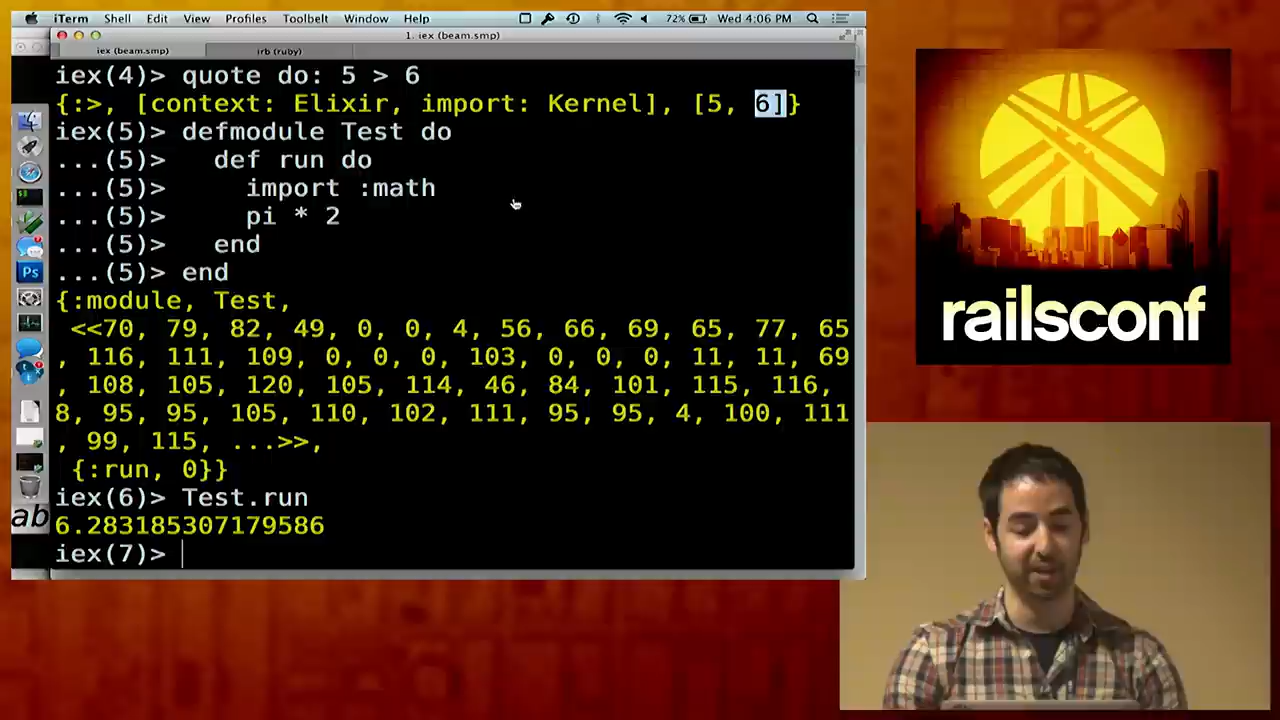 iTerm Shell Edit View Profiles Toolbelt Window Help 72% Wed 4:06 PM
1. iex (beam.smp)
iex (beam.smp) irb (ruby)
iex(4)> quote do: 5 > 6
{:>, [context: Elixir, import: Kernel], [5, 6]}
iex(5)> defmodule Test do
...(5)> def run do
...(5)> import :math
...(5)> pi * 2
...(5)> end
...(5)> end
{:module, Test,
<<70, 79, 82, 49, 0, 0, 4, 56, 66, 69, 65, 77, 65
, 116, 111, 109, 0, 0, 0, 103, 0, 0, 0, 11, 11, 69
, 108, 105, 120, 105, 114, 46, 84, 101, 115, 116,
8, 95, 95, 105, 110, 102, 111, 95, 95, 4, 100, 111
, 99, 115, ...>>,
{:run, 0}}
iex(6)> Test.run
6.283185307179586
iex(7)>
Ps
ab
railsconf